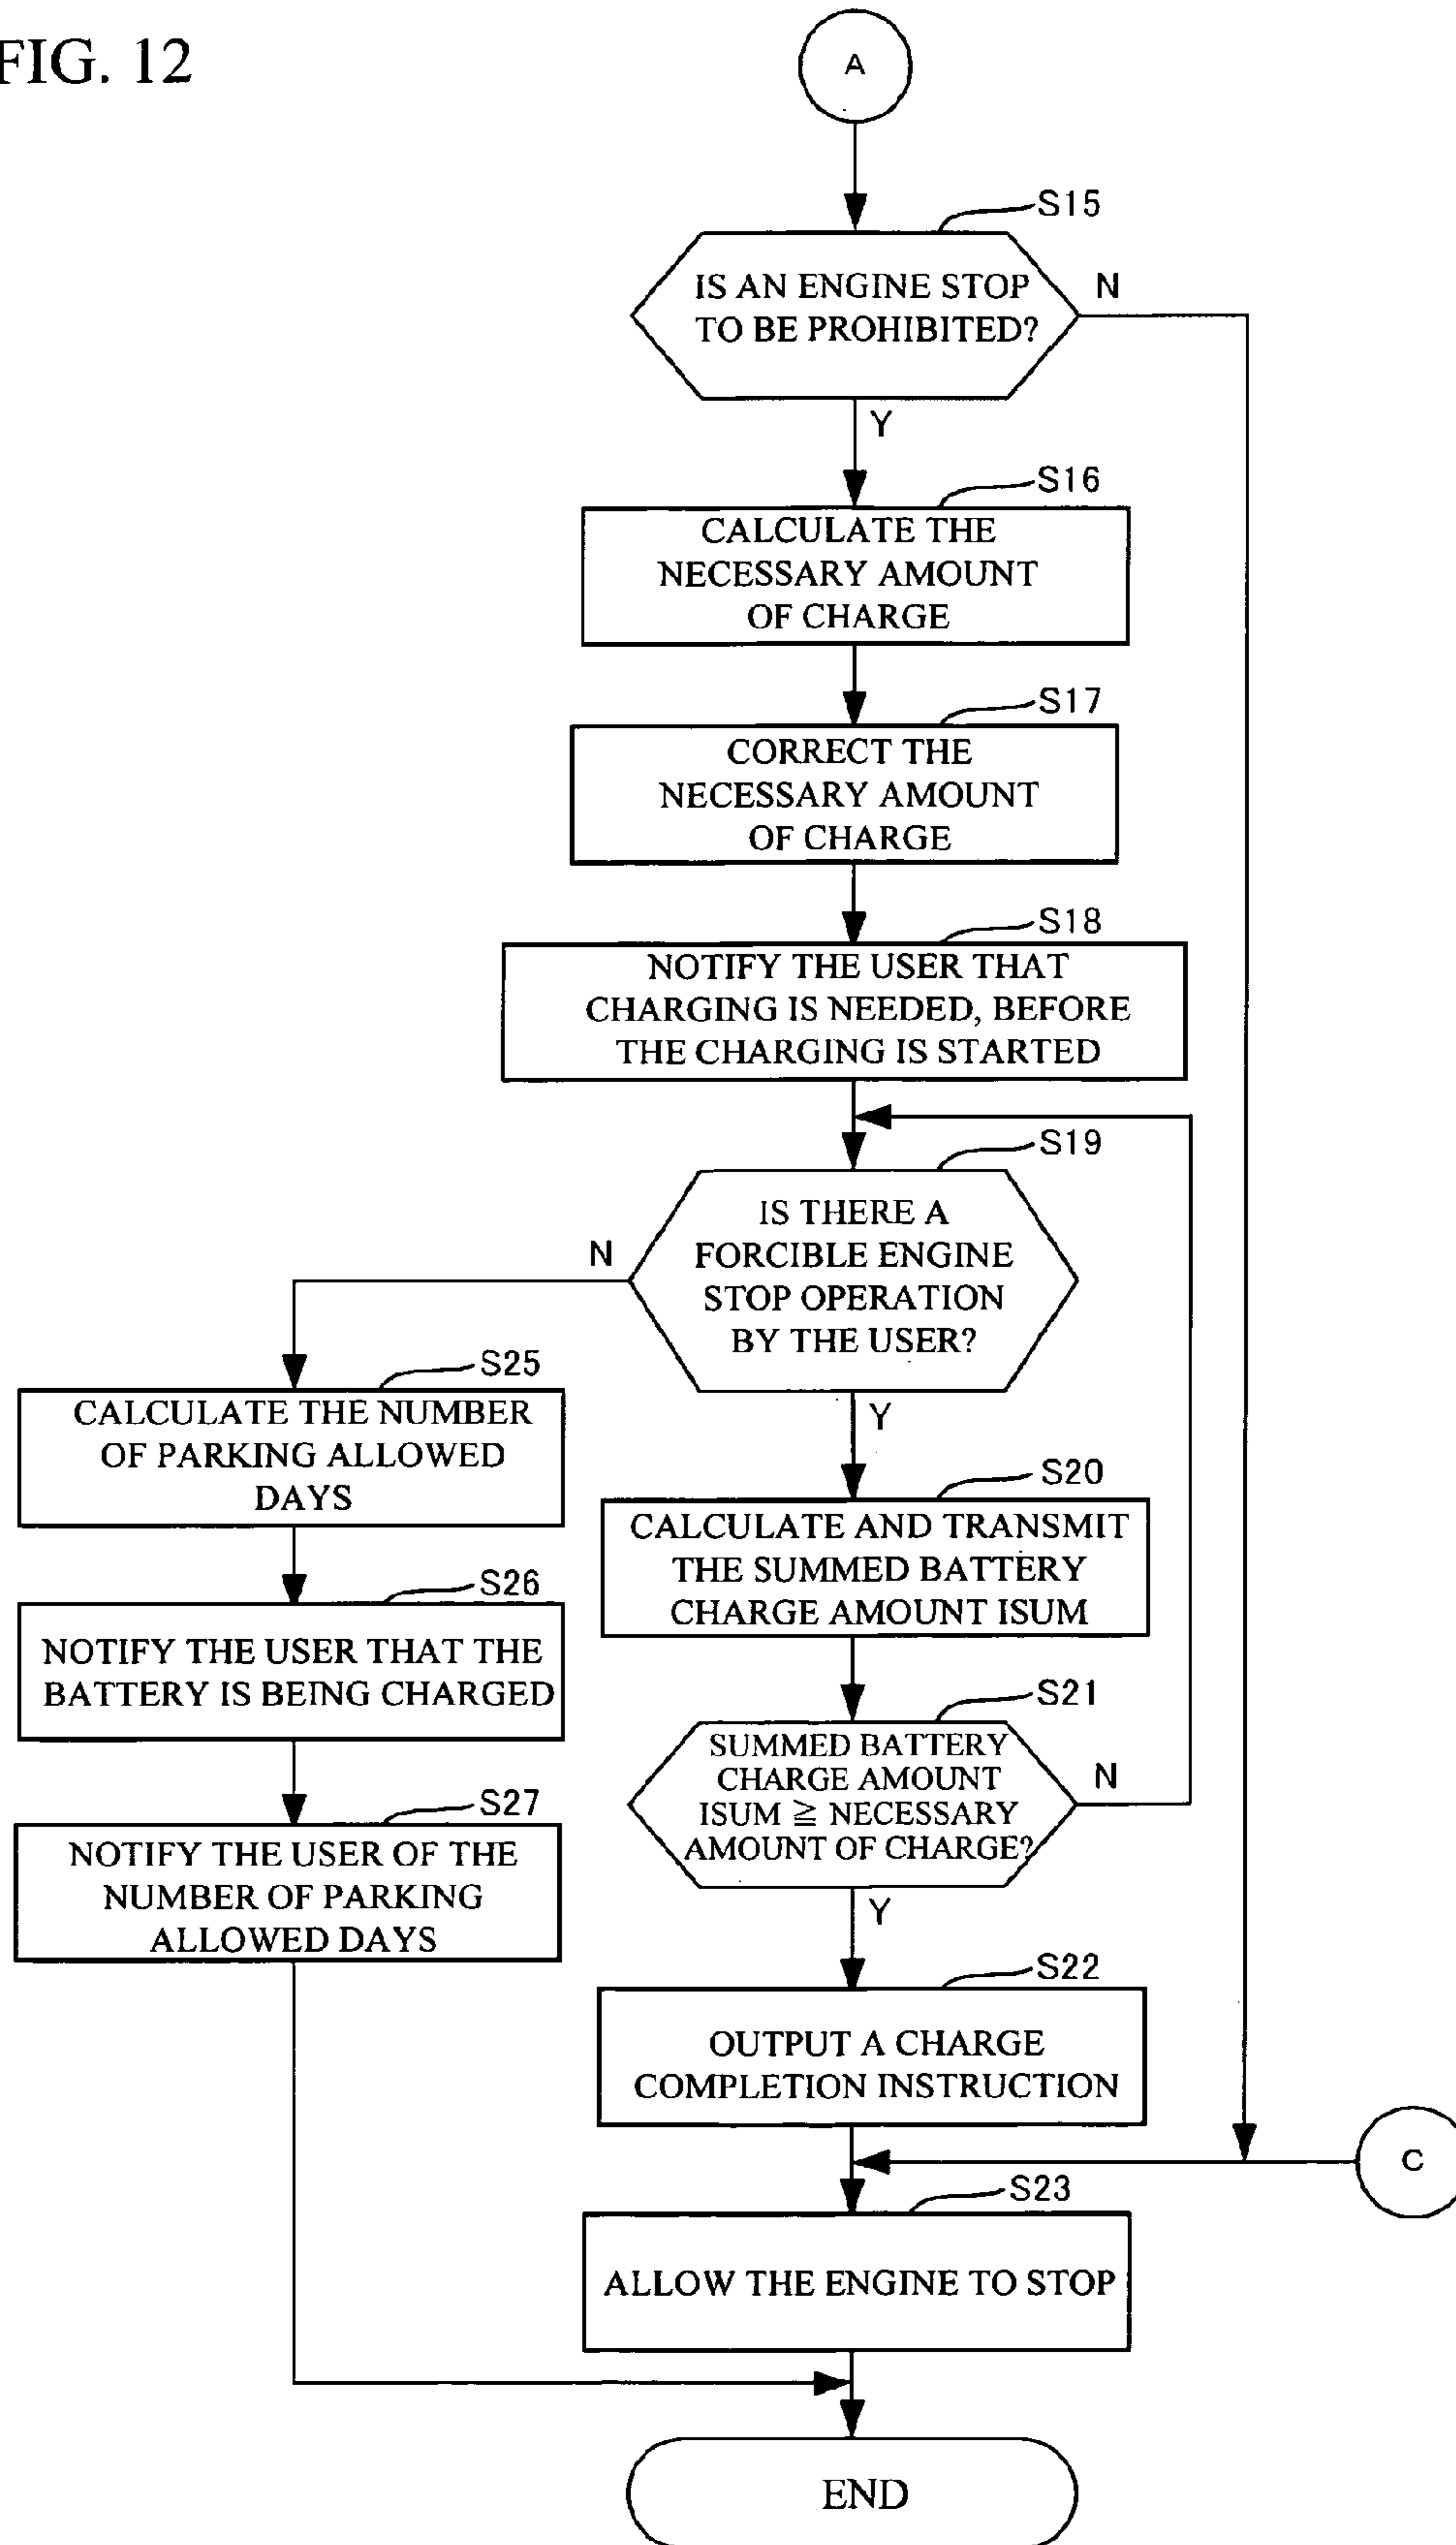 FIG. 12
A
S15
IS AN ENGINE STOP
TO BE PROHIBITED?
N
Y
S16
CALCULATE THE
NECESSARY AMOUNT
OF CHARGE
S17
CORRECT THE
NECESSARY AMOUNT
OF CHARGE
S18
NOTIFY THE USER THAT
CHARGING IS NEEDED, BEFORE
THE CHARGING IS STARTED
S19
IS THERE A
FORCIBLE ENGINE
STOP OPERATION
BY THE USER?
N
Y
S25
CALCULATE THE NUMBER
OF PARKING ALLOWED
DAYS
S20
CALCULATE AND TRANSMIT
THE SUMMED BATTERY
CHARGE AMOUNT ISUM
S26
NOTIFY THE USER THAT THE
BATTERY IS BEING CHARGED
S21
SUMMED BATTERY
CHARGE AMOUNT
ISUM ≧ NECESSARY
AMOUNT OF CHARGE?
N
Y
S27
NOTIFY THE USER OF THE
NUMBER OF PARKING
ALLOWED DAYS
S22
OUTPUT A CHARGE
COMPLETION INSTRUCTION
C
S23
ALLOW THE ENGINE TO STOP
END